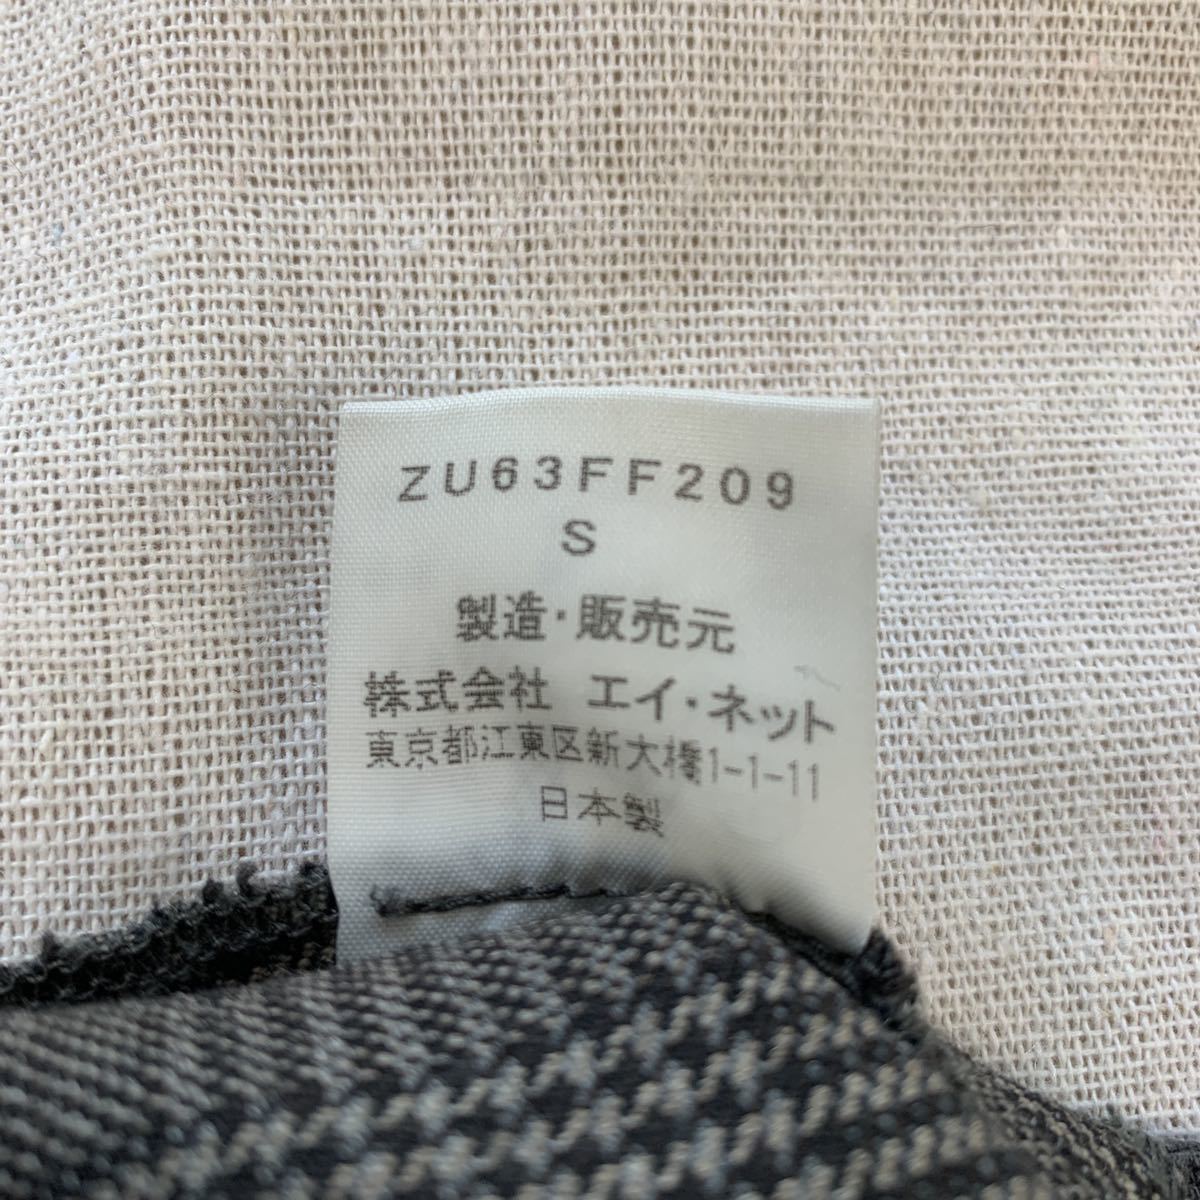 ZU63FF209
S
製造・販売元
株式会社 エイ・ネット
東京都江東区新大橋1-1-11
日本製